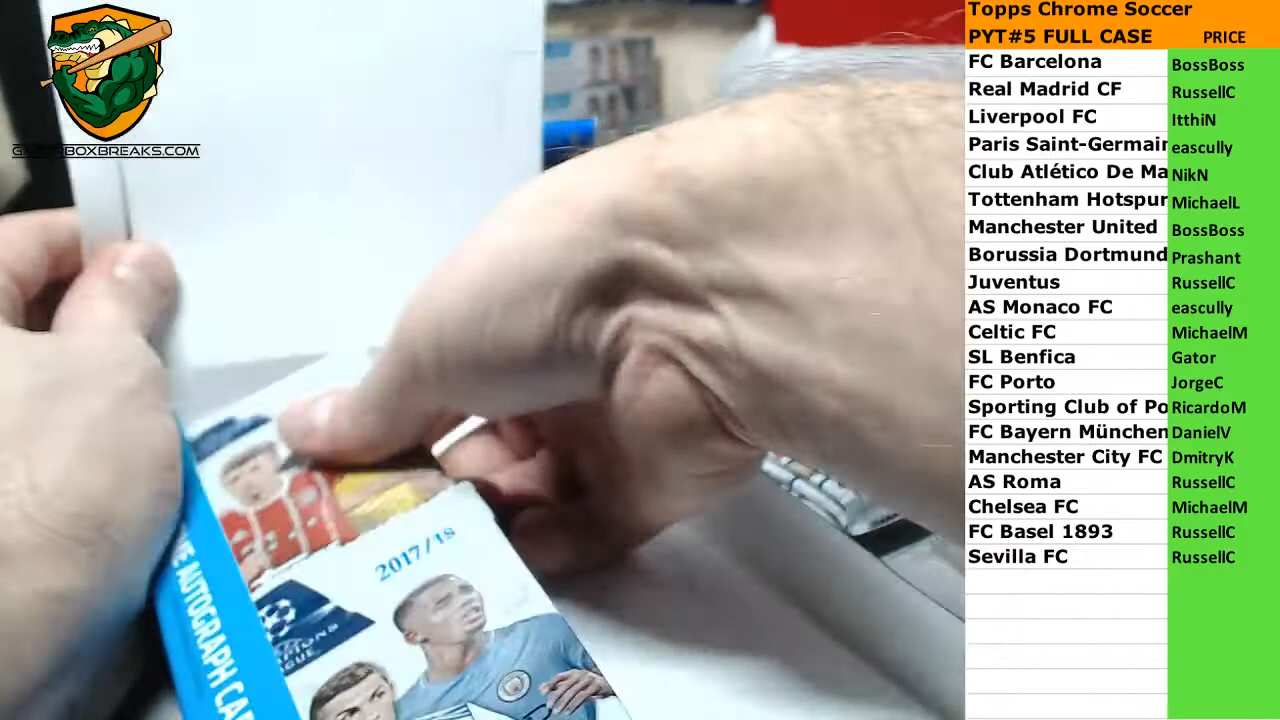 Topps Chrome Soccer
PYT#5 FULL CASE PRICE
FC Barcelona BossBoss
Real Madrid CF RussellC
Liverpool FC ItthiN
Paris Saint-Germain eascully
Club Atlético De Ma NikN
Tottenham Hotspur MichaelL
Manchester United BossBoss
Borussia Dortmund Prashant
Juventus RussellC
AS Monaco FC eascully
Celtic FC MichaelM
SL Benfica Gator
FC Porto JorgeC
Sporting Club of Po RicardoM
FC Bayern München DanielV
Manchester City FC DmitryK
AS Roma RussellC
Chelsea FC MichaelM
FC Basel 1893 RussellC
Sevilla FC RussellC
2017/18
AUTOGRAPH